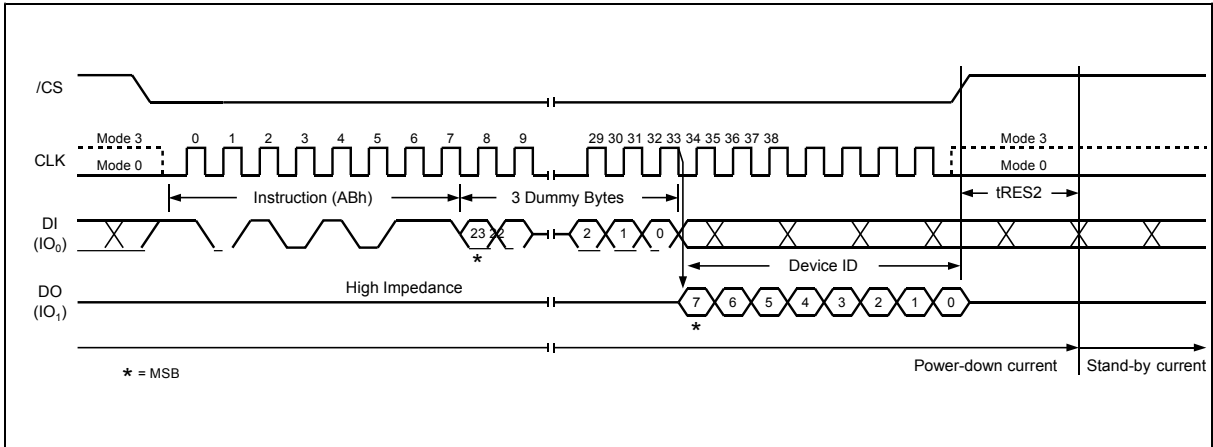 /CS
Mode 3 0 1 2 3 4 5 6 7 8 9 29 30 31 32 33 34 35 36 37 38 Mode 3
CLK Mode 0 Mode 0
Instruction (ABh) 3 Dummy Bytes tRES2
DI
(IO0) 23 22 2 1 0
* Device ID
High Impedance
DO
(IO1) 7 6 5 4 3 2 1 0
*
Power-down current Stand-by current
* = MSB